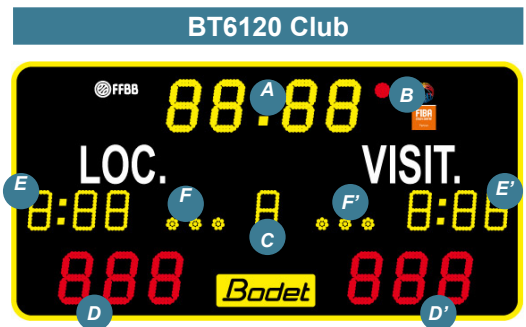 BT6120 Club
FFBB 88:88 A B
FIBA
LOC. VISIT.
E E'
8:88 F 8 F' 8:88
C
888 Bodet 888
D D'